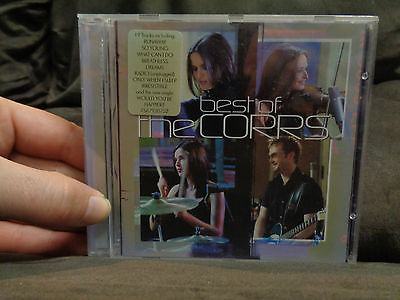 17 Tracks including
RUNAWAY
SO YOUNG
WHAT CAN I DO
BREATHLESS
DREAMS
RADIO (unplugged)
ONLY WHEN I SLEEP
IRRESISTIBLE
and the new single
WOULD YOU BE
HAPPIER?
best of
the CORRS